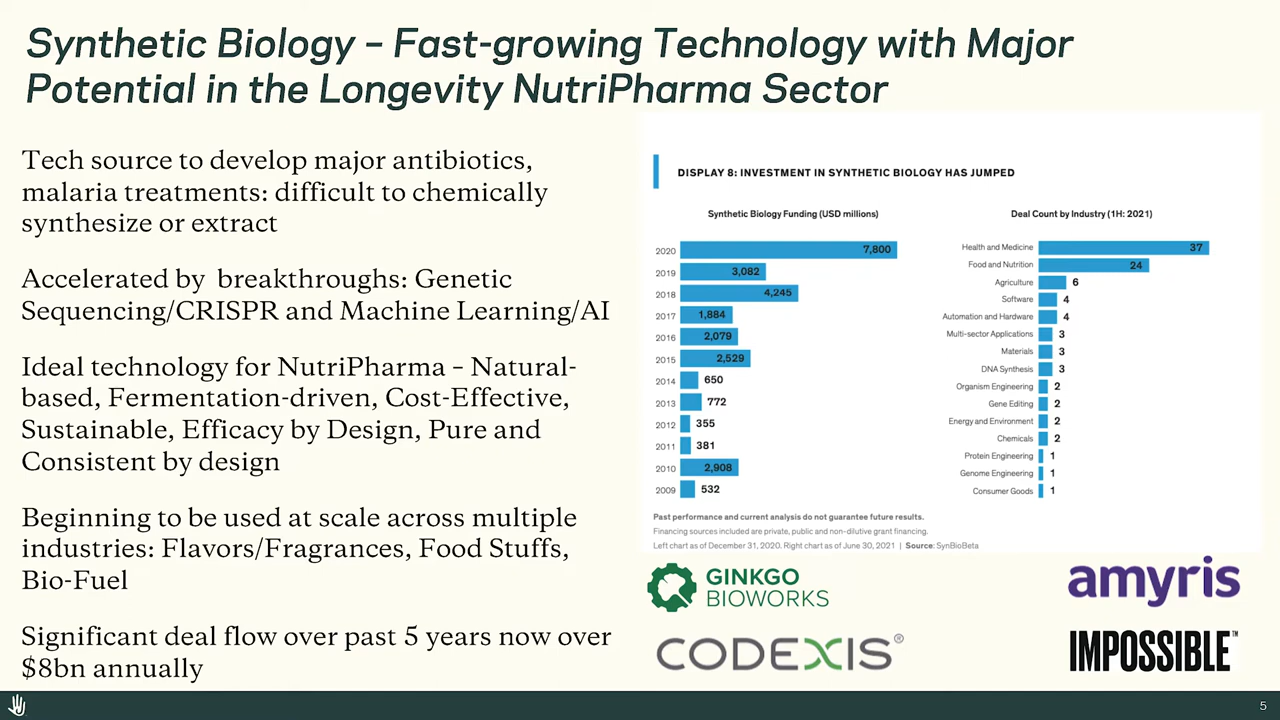 Synthetic Biology – Fast-growing Technology with Major
Potential in the Longevity NutriPharma Sector
Tech source to develop major antibiotics,
malaria treatments: difficult to chemically
synthesize or extract
Accelerated by  breakthroughs: Genetic
Sequencing/CRISPR and Machine Learning/AI
Ideal technology for NutriPharma – Natural-
based, Fermentation-driven, Cost-Effective,
Sustainable, Efficacy by Design, Pure and
Consistent by design
Beginning to be used at scale across multiple
industries: Flavors/Fragrances, Food Stuffs,
Bio-Fuel
Significant deal flow over past 5 years now over
$8bn annually
DISPLAY 8: INVESTMENT IN SYNTHETIC BIOLOGY HAS JUMPED
Synthetic Biology Funding (USD millions)
2020 7,800
2019 3,082
2018 4,245
2017 1,884
2016 2,079
2015 2,529
2014 650
2013 772
2012 355
2011 381
2010 2,908
2009 532
Deal Count by Industry (1H: 2021)
Health and Medicine 37
Food and Nutrition 24
Agriculture 6
Software 4
Automation and Hardware 4
Multi-sector Applications 3
Materials 3
DNA Synthesis 3
Organism Engineering 2
Gene Editing 2
Energy and Environment 2
Chemicals 2
Protein Engineering 1
Genome Engineering 1
Consumer Goods 1
Past performance and current analysis do not guarantee future results.
Financing sources included are private, public and non-dilutive grant financing.
Left chart as of December 31, 2020. Right chart as of June 30, 2021 | Source: SynBioBeta
GINKGO
BIOWORKS
amyris
CODEXIS®
IMPOSSIBLE™
5